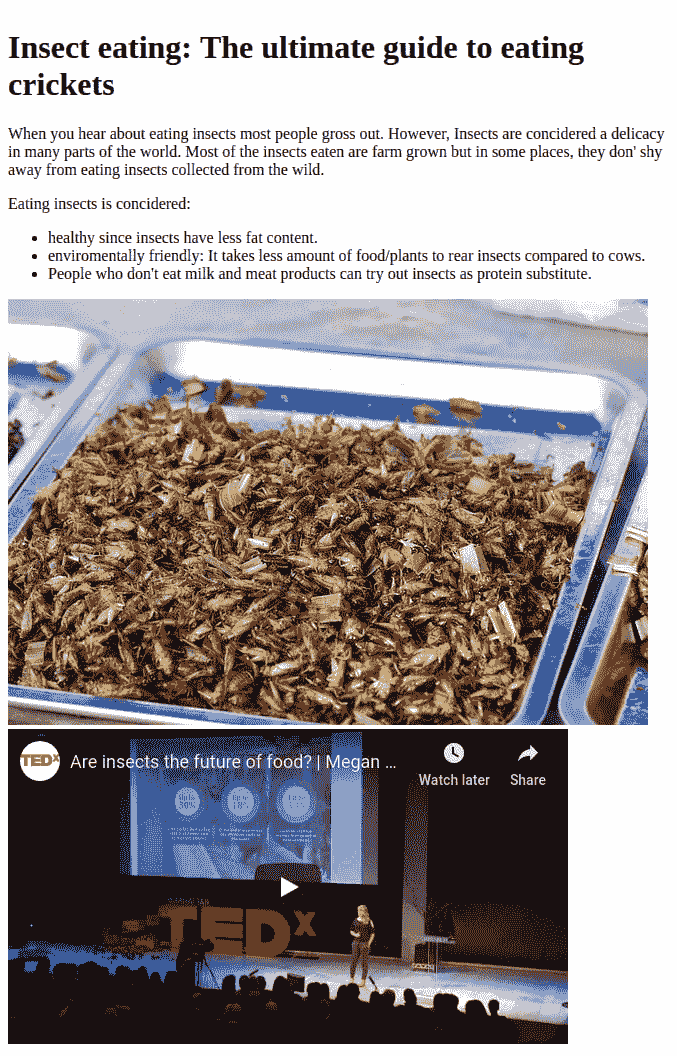 Insect eating: The ultimate guide to eating
crickets
When you hear about eating insects most people gross out. However, Insects are concidered a delicacy
in many parts of the world. Most of the insects eaten are farm grown but in some places, they don' shy
away from eating insects collected from the wild.
Eating insects is concidered:
healthy since insects have less fat content.
enviromentally friendly: It takes less amount of food/plants to rear insects compared to cows.
People who don't eat milk and meat products can try out insects as protein substitute.
TEDx
Are insects the future of food? | Megan ...
Watch later
Share
TEDx